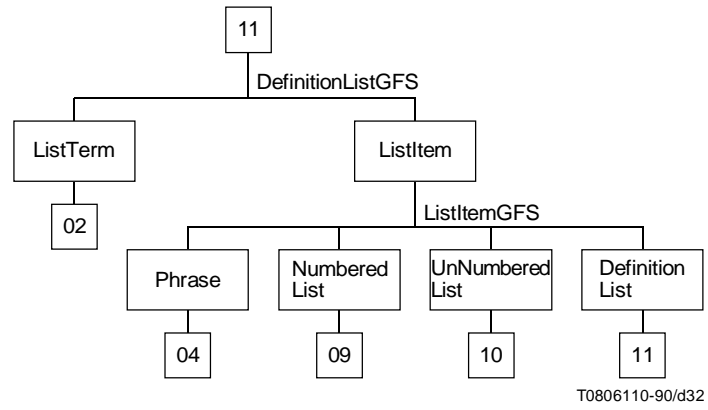 11
DefinitionListGFS
ListTerm
ListItem
02
ListItemGFS
Phrase
Numbered
List
UnNumbered
List
Definition
List
04
09
10
11
T0806110-90/d32